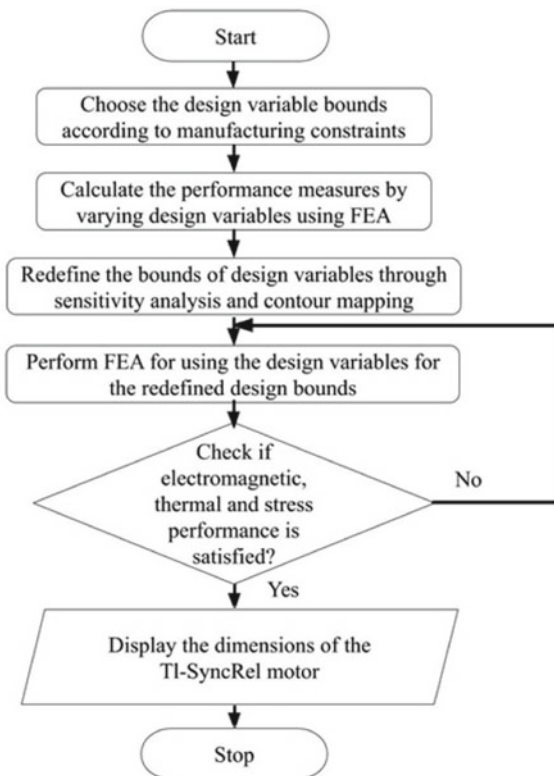 Start
Choose the design variable bounds
according to manufacturing constraints
Calculate the performance measures by
varying design variables using FEA
Redefine the bounds of design variables through
sensitivity analysis and contour mapping
Perform FEA for using the design variables for
the redefined design bounds
Check if
electromagnetic,
thermal and stress
performance is
satisfied?
No
Yes
Display the dimensions of the
Tl-SyncRel motor
Stop